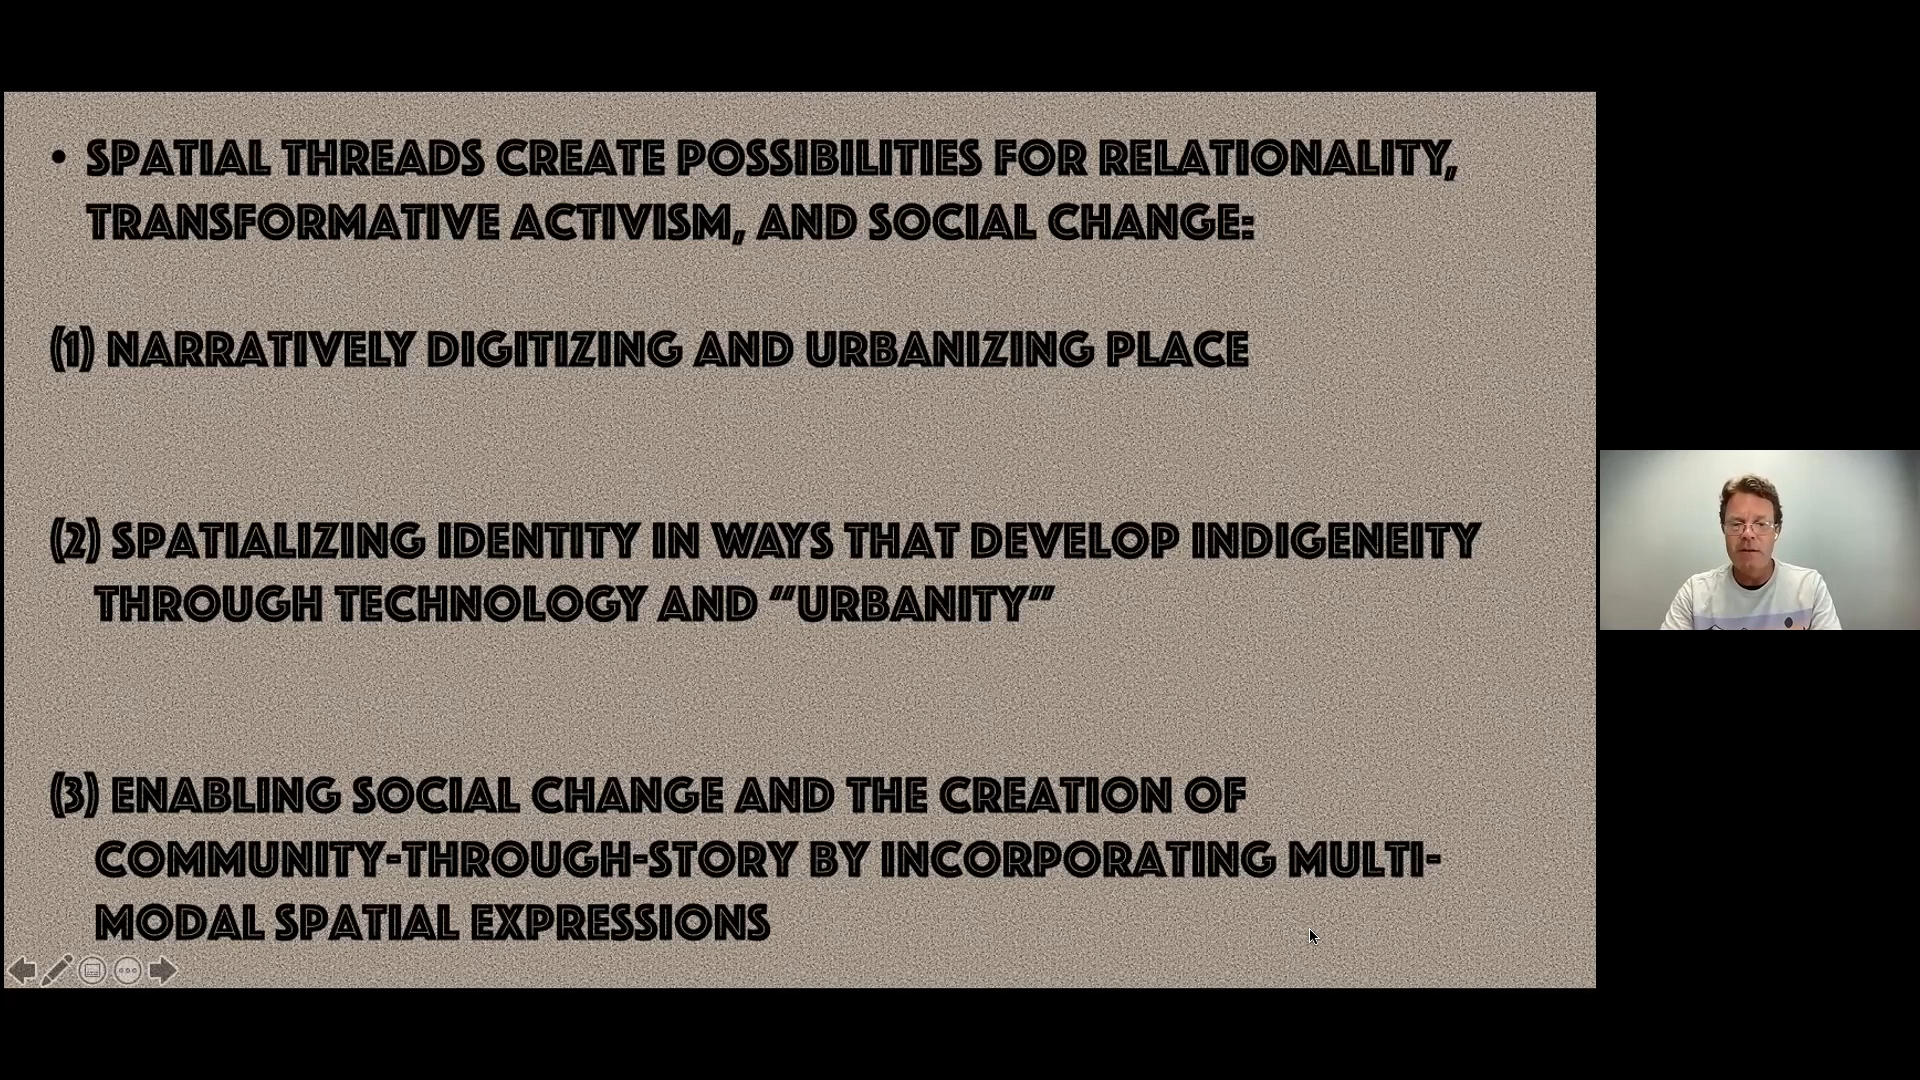 • SPATIAL THREADS CREATE POSSIBILITIES FOR RELATIONALITY,
TRANSFORMATIVE ACTIVISM, AND SOCIAL CHANGE:
(1) NARRATIVELY DIGITIZING AND URBANIZING PLACE
(2) SPATIALIZING IDENTITY IN WAYS THAT DEVELOP INDIGENEITY
THROUGH TECHNOLOGY AND “URBANITY”
(3) ENABLING SOCIAL CHANGE AND THE CREATION OF
COMMUNITY-THROUGH-STORY BY INCORPORATING MULTI-
MODAL SPATIAL EXPRESSIONS